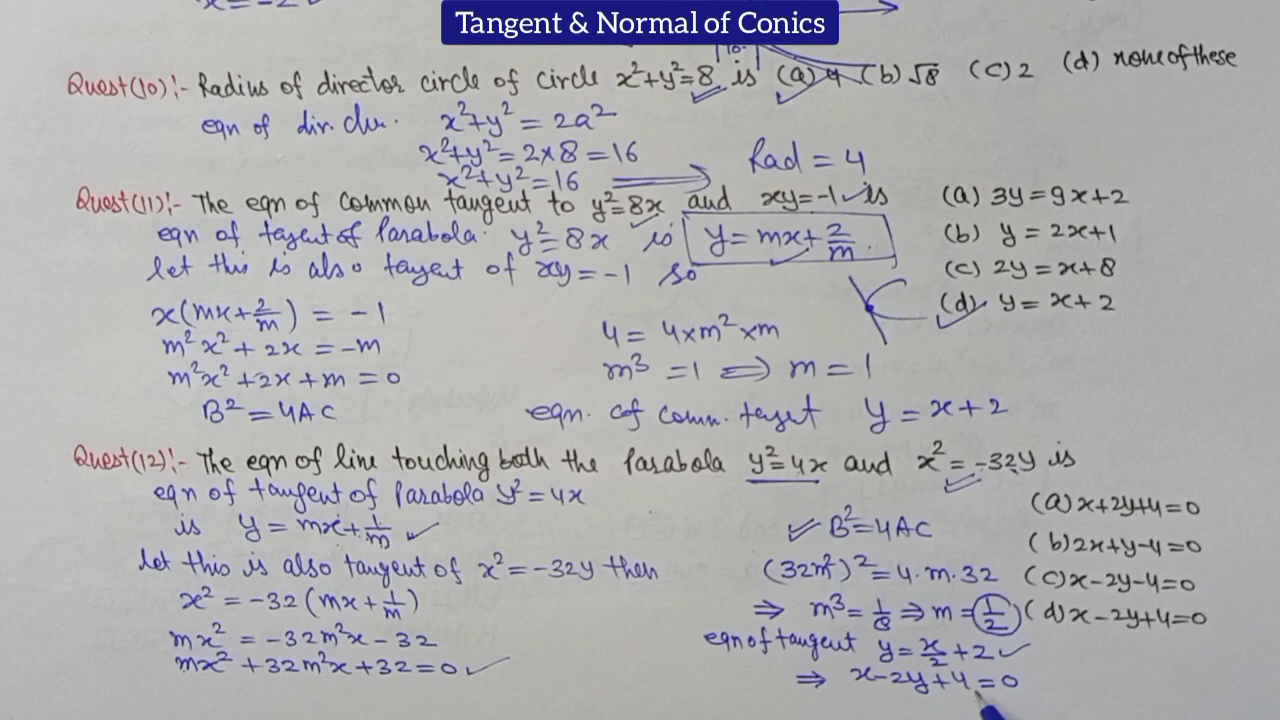 x = -2
Tangent & Normal of Conics
Quest(10):- Radius of director circle of circle x²+y²=8 is (a) 4 (b) √8 (c) 2 (d) none of these
eqn of dir. clu. x²+y² = 2a²
x²+y² = 2×8 = 16
x²+y² = 16 ⟹ Rad = 4
Quest(11):- The eqn of common tangent to y²=8x and xy=-1 is
(a) 3y=9x+2
(b) y=2x+1
(c) 2y=x+8
(d) y=x+2
eqn of tayent of Parabola y²=8x is y=mx+2/m.
let this is also tayent of xy=-1 so
x(mx+2/m) = -1
m²x²+2x = -m
m²x²+2x+m = 0
B² = 4AC
4 = 4×m²×m
m³ = 1 ⟹ m = 1
eqn. of comn. teyut y = x+2
Quest(12):- The eqn of line touching both the Parabola y²=4x and x²=-32y is
(a) x+2y+4=0
(b) 2x+y-4=0
(c) x-2y-4=0
(d) x-2y+4=0
eqn of tangent of Parabola y²=4x
is y=mx+1/m
let this is also tangent of x²=-32y then
x² = -32(mx+1/m)
mx² = -32m²x-32
mx²+32m²x+32=0
B²=4AC
(32m²)²=4.m.32
⇒ m³=1/8 ⇒ m=1/2
eqn of tangent y=x/2+2
⇒ x-2y+4=0